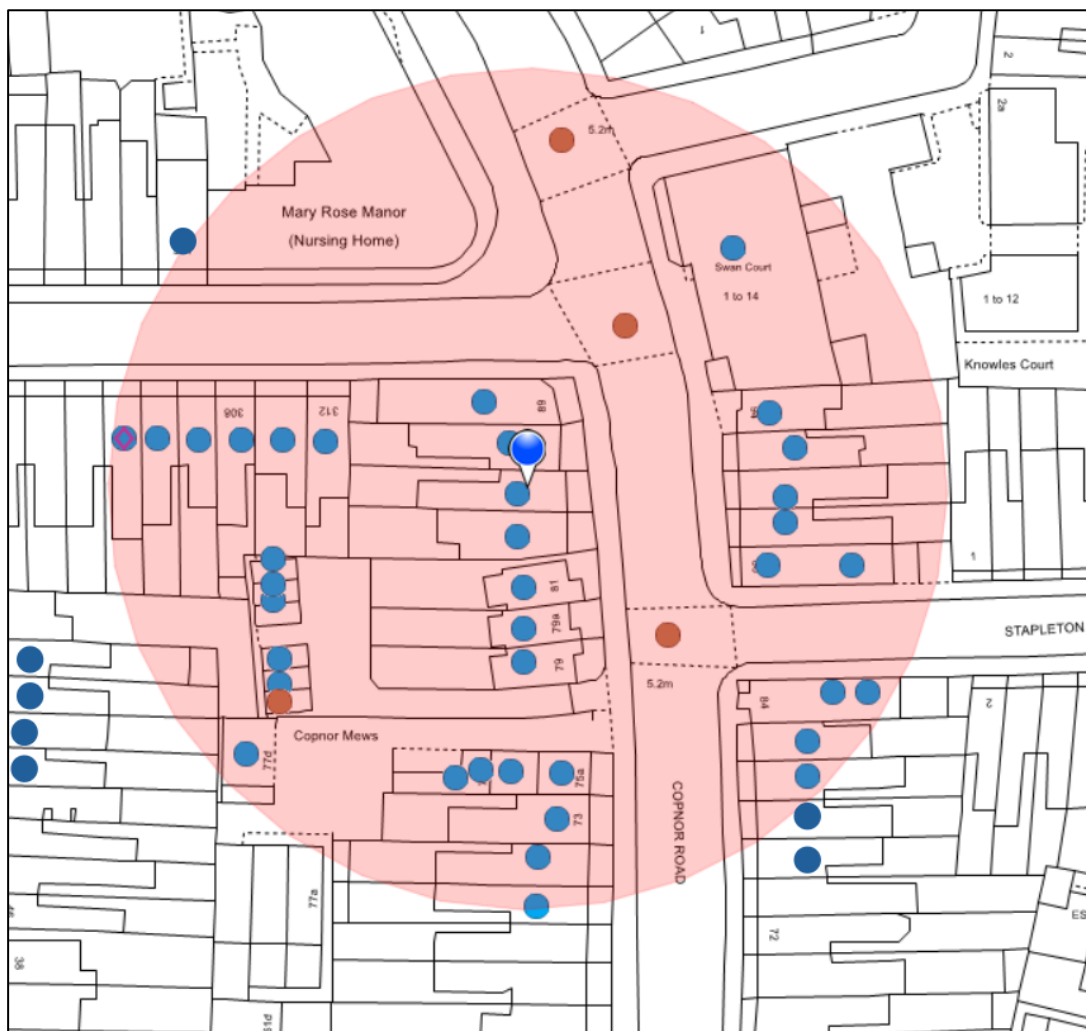 1
2
2a
5.2m
Mary Rose Manor
(Nursing Home)
Swan Court
1 to 14
1 to 12
Knowles Court
308
312
89
1
81
79a
79
STAPLETON
5.2m
84
2
Copnor Mews
77d
75a
73
COPNOR ROAD
77a
72
38
ES